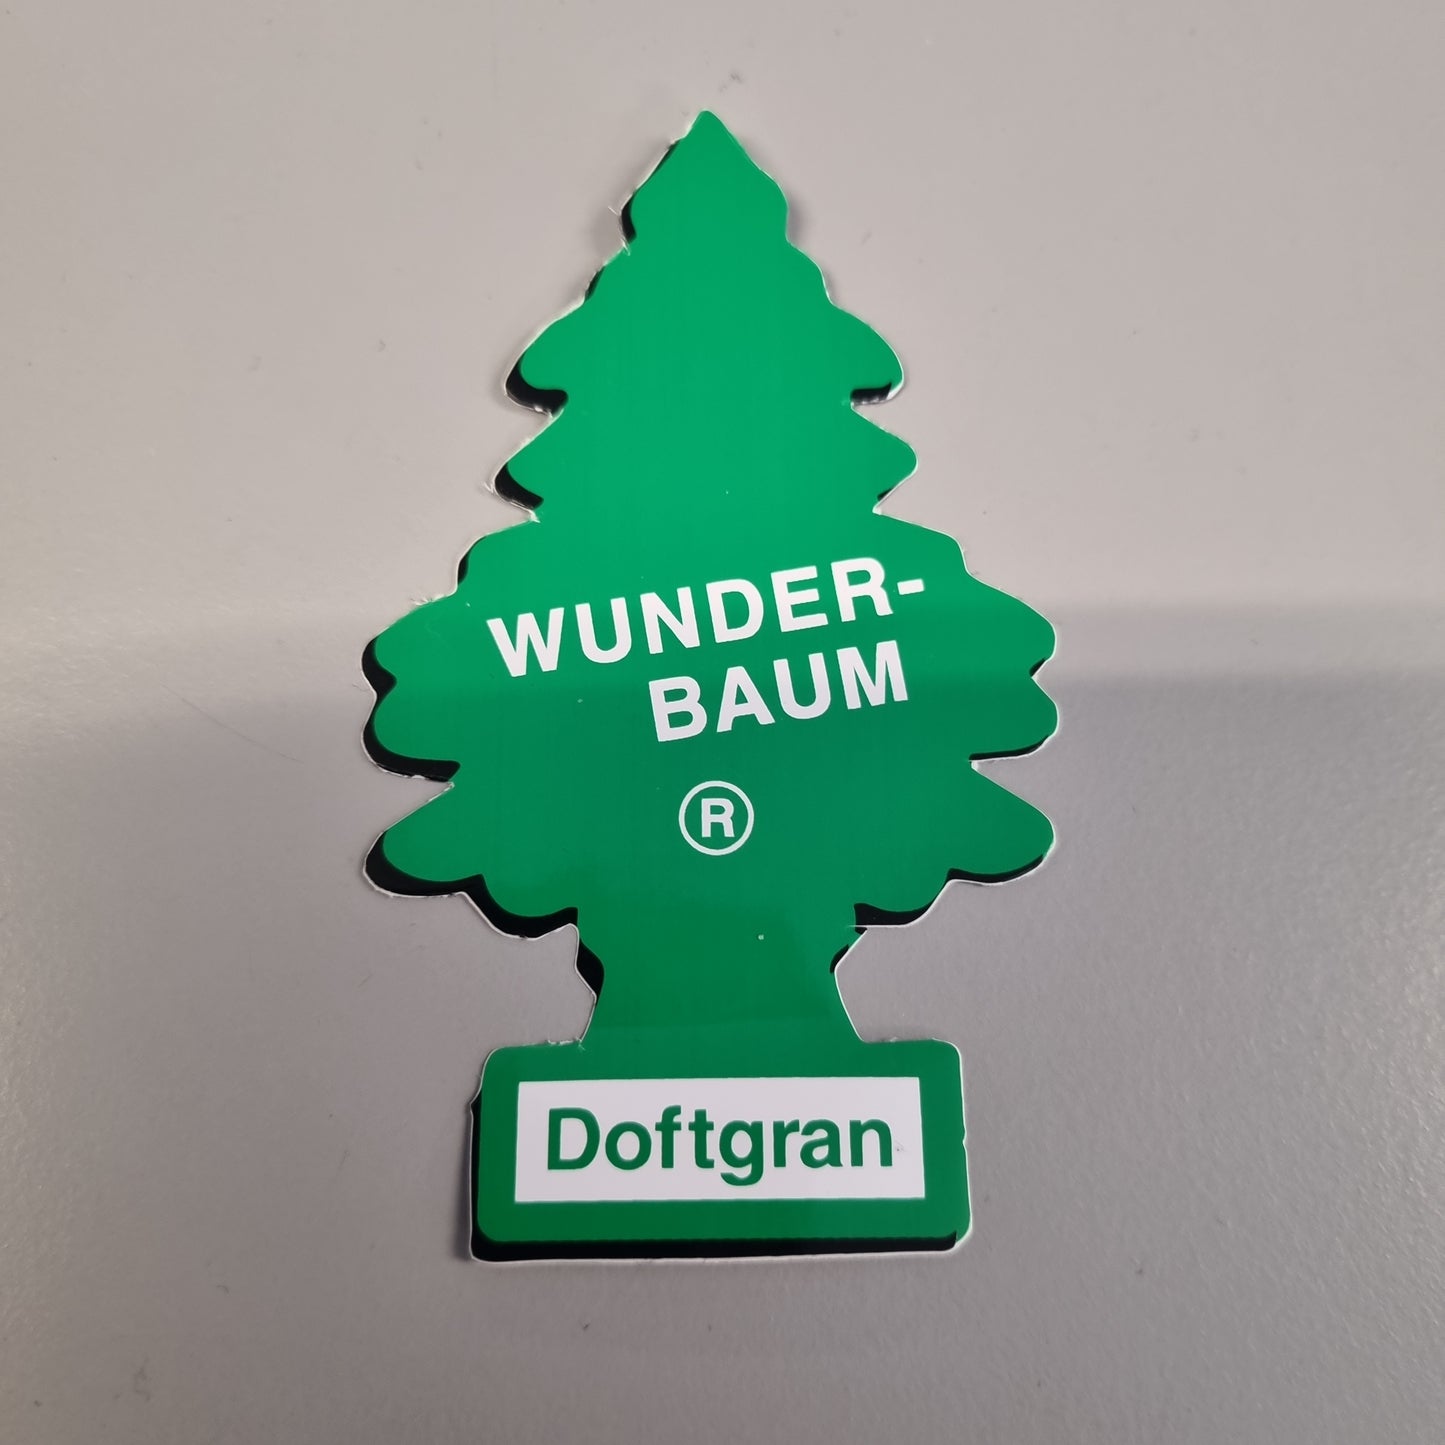 WUNDER-
BAUM
®
Doftgran